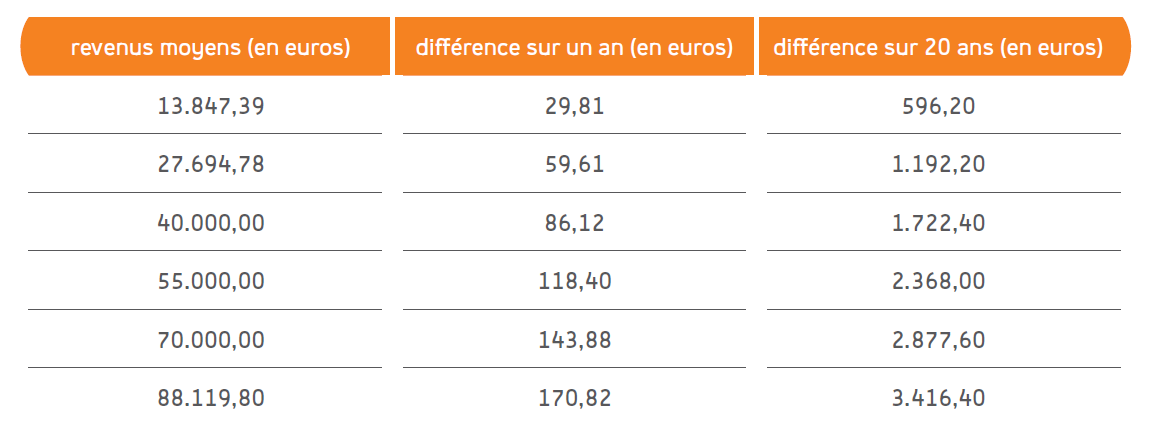 revenus moyens (en euros) différence sur un an (en euros) différence sur 20 ans (en euros)
13.847,39 29,81 596,20
27.694,78 59,61 1.192,20
40.000,00 86,12 1.722,40
55.000,00 118,40 2.368,00
70.000,00 143,88 2.877,60
88.119,80 170,82 3.416,40